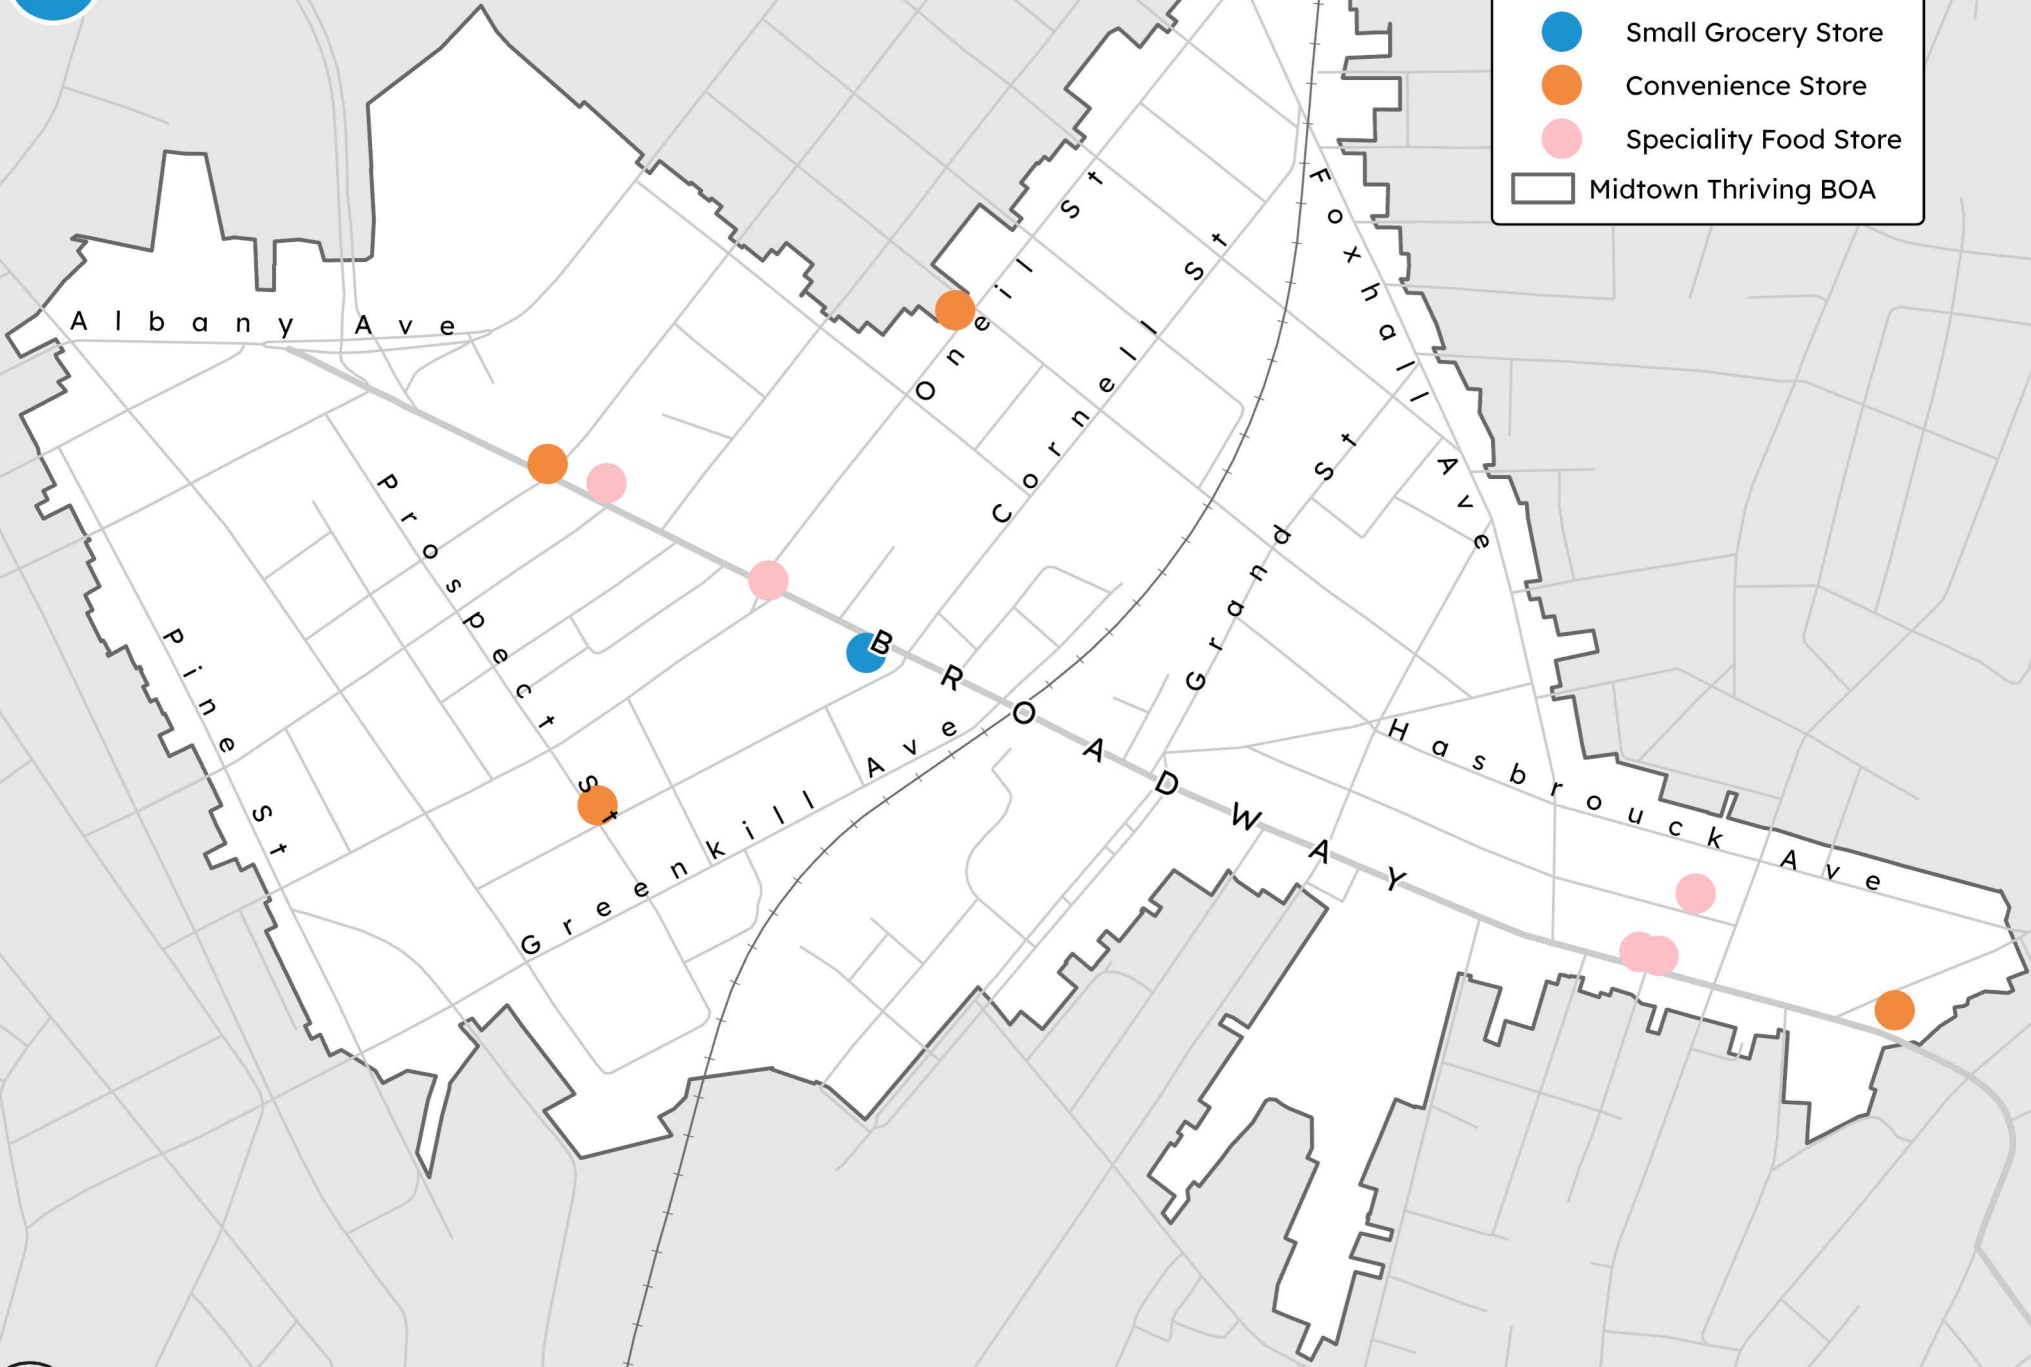 Small Grocery Store
Convenience Store
Speciality Food Store
Midtown Thriving BOA
Albany Ave
Oneil St
Cornell St
Foxhall Ave
Grand St
Prospect St
Pine St
BROADWAY
Greenkill Ave
Hasbrouck Ave